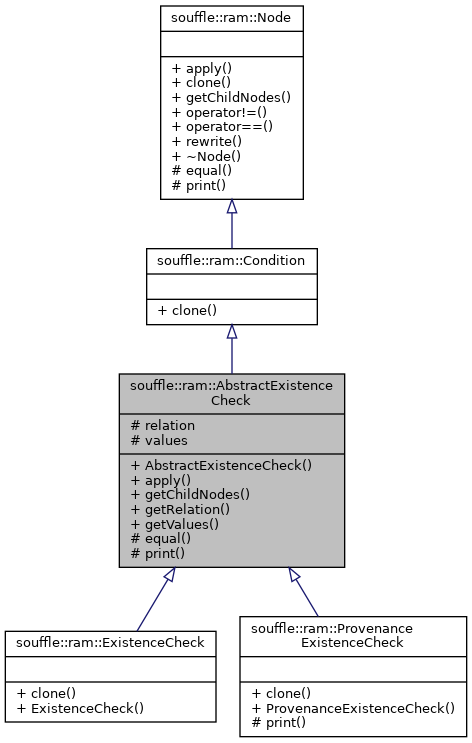 souffle::ram::Node
+ apply()
+ clone()
+ getChildNodes()
+ operator!=()
+ operator==()
+ rewrite()
+ ~Node()
# equal()
# print()
souffle::ram::Condition
+ clone()
souffle::ram::AbstractExistence
Check
# relation
# values
+ AbstractExistenceCheck()
+ apply()
+ getChildNodes()
+ getRelation()
+ getValues()
# equal()
# print()
souffle::ram::ExistenceCheck
+ clone()
+ ExistenceCheck()
souffle::ram::Provenance
ExistenceCheck
+ clone()
+ ProvenanceExistenceCheck()
# print()